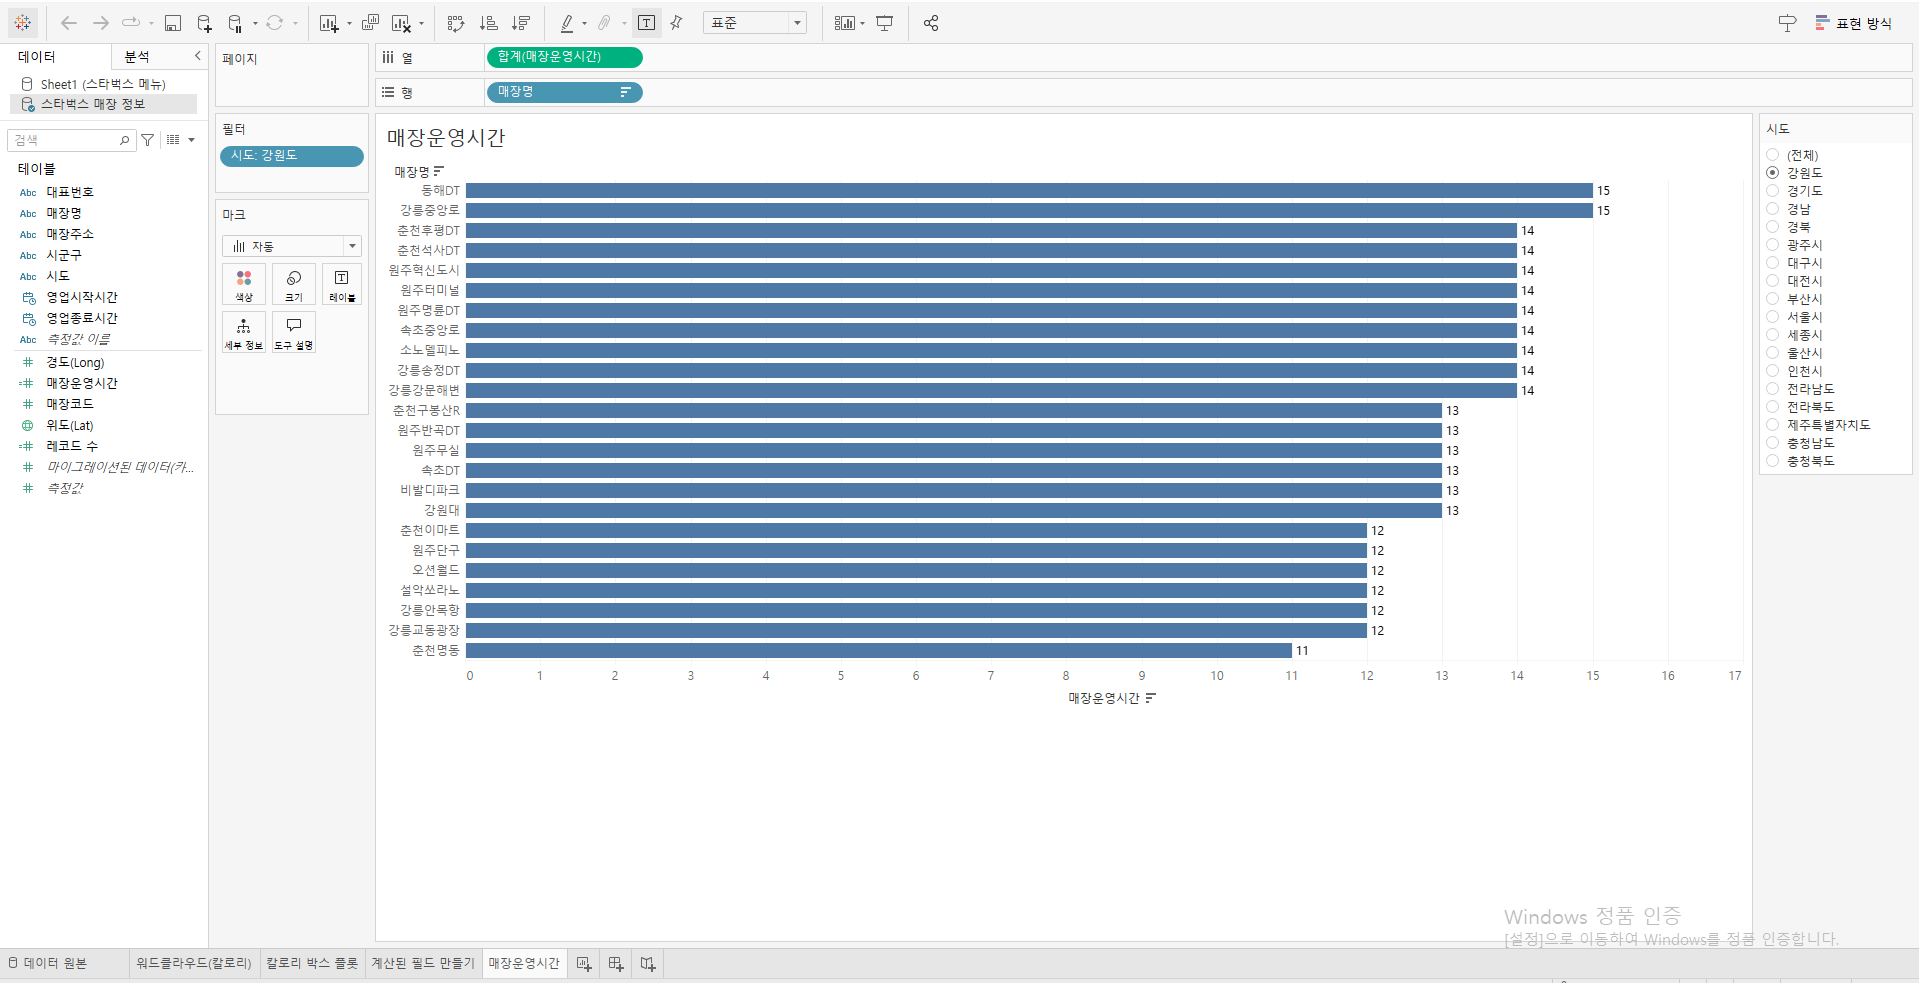 표준
표현 방식
데이터
분석
Sheet1 (스타벅스 메뉴)
스타벅스 매장 정보
검색
테이블
Abc 대표번호
Abc 매장명
Abc 매장주소
Abc 시군구
Abc 시도
영업시작시간
영업종료시간
Abc 측정값 이름
경도(Long)
매장운영시간
매장코드
위도(Lat)
레코드 수
마이그레이션된 데이터(카...
측정값
페이지
필터
시도: 강원도
마크
자동
색상
크기
레이블
세부 정보
도구 설명
열
합계(매장운영시간)
행
매장명
매장운영시간
매장명
동해DT 15
강릉중앙로 15
춘천후평DT 14
춘천석사DT 14
원주혁신도시 14
원주터미널 14
원주명륜DT 14
속초중앙로 14
소노델피노 14
강릉송정DT 14
강릉강문해변 14
춘천구봉산R 13
원주반곡DT 13
원주무실 13
속초DT 13
비발디파크 13
강원대 13
춘천이마트 12
원주단구 12
오션월드 12
설악쏘라노 12
강릉안목항 12
강릉교동광장 12
춘천명동 11
0 1 2 3 4 5 6 7 8 9 10 11 12 13 14 15 16 17
매장운영시간
시도
(전체)
강원도
경기도
경남
경북
광주시
대구시
대전시
부산시
서울시
세종시
울산시
인천시
전라남도
전라북도
제주특별자치도
충청남도
충청북도
Windows 정품 인증
[설정]으로 이동하여 Windows를 정품 인증합니다.
데이터 원본
워드클라우드(칼로리)
칼로리 박스 플롯
계산된 필드 만들기
매장운영시간